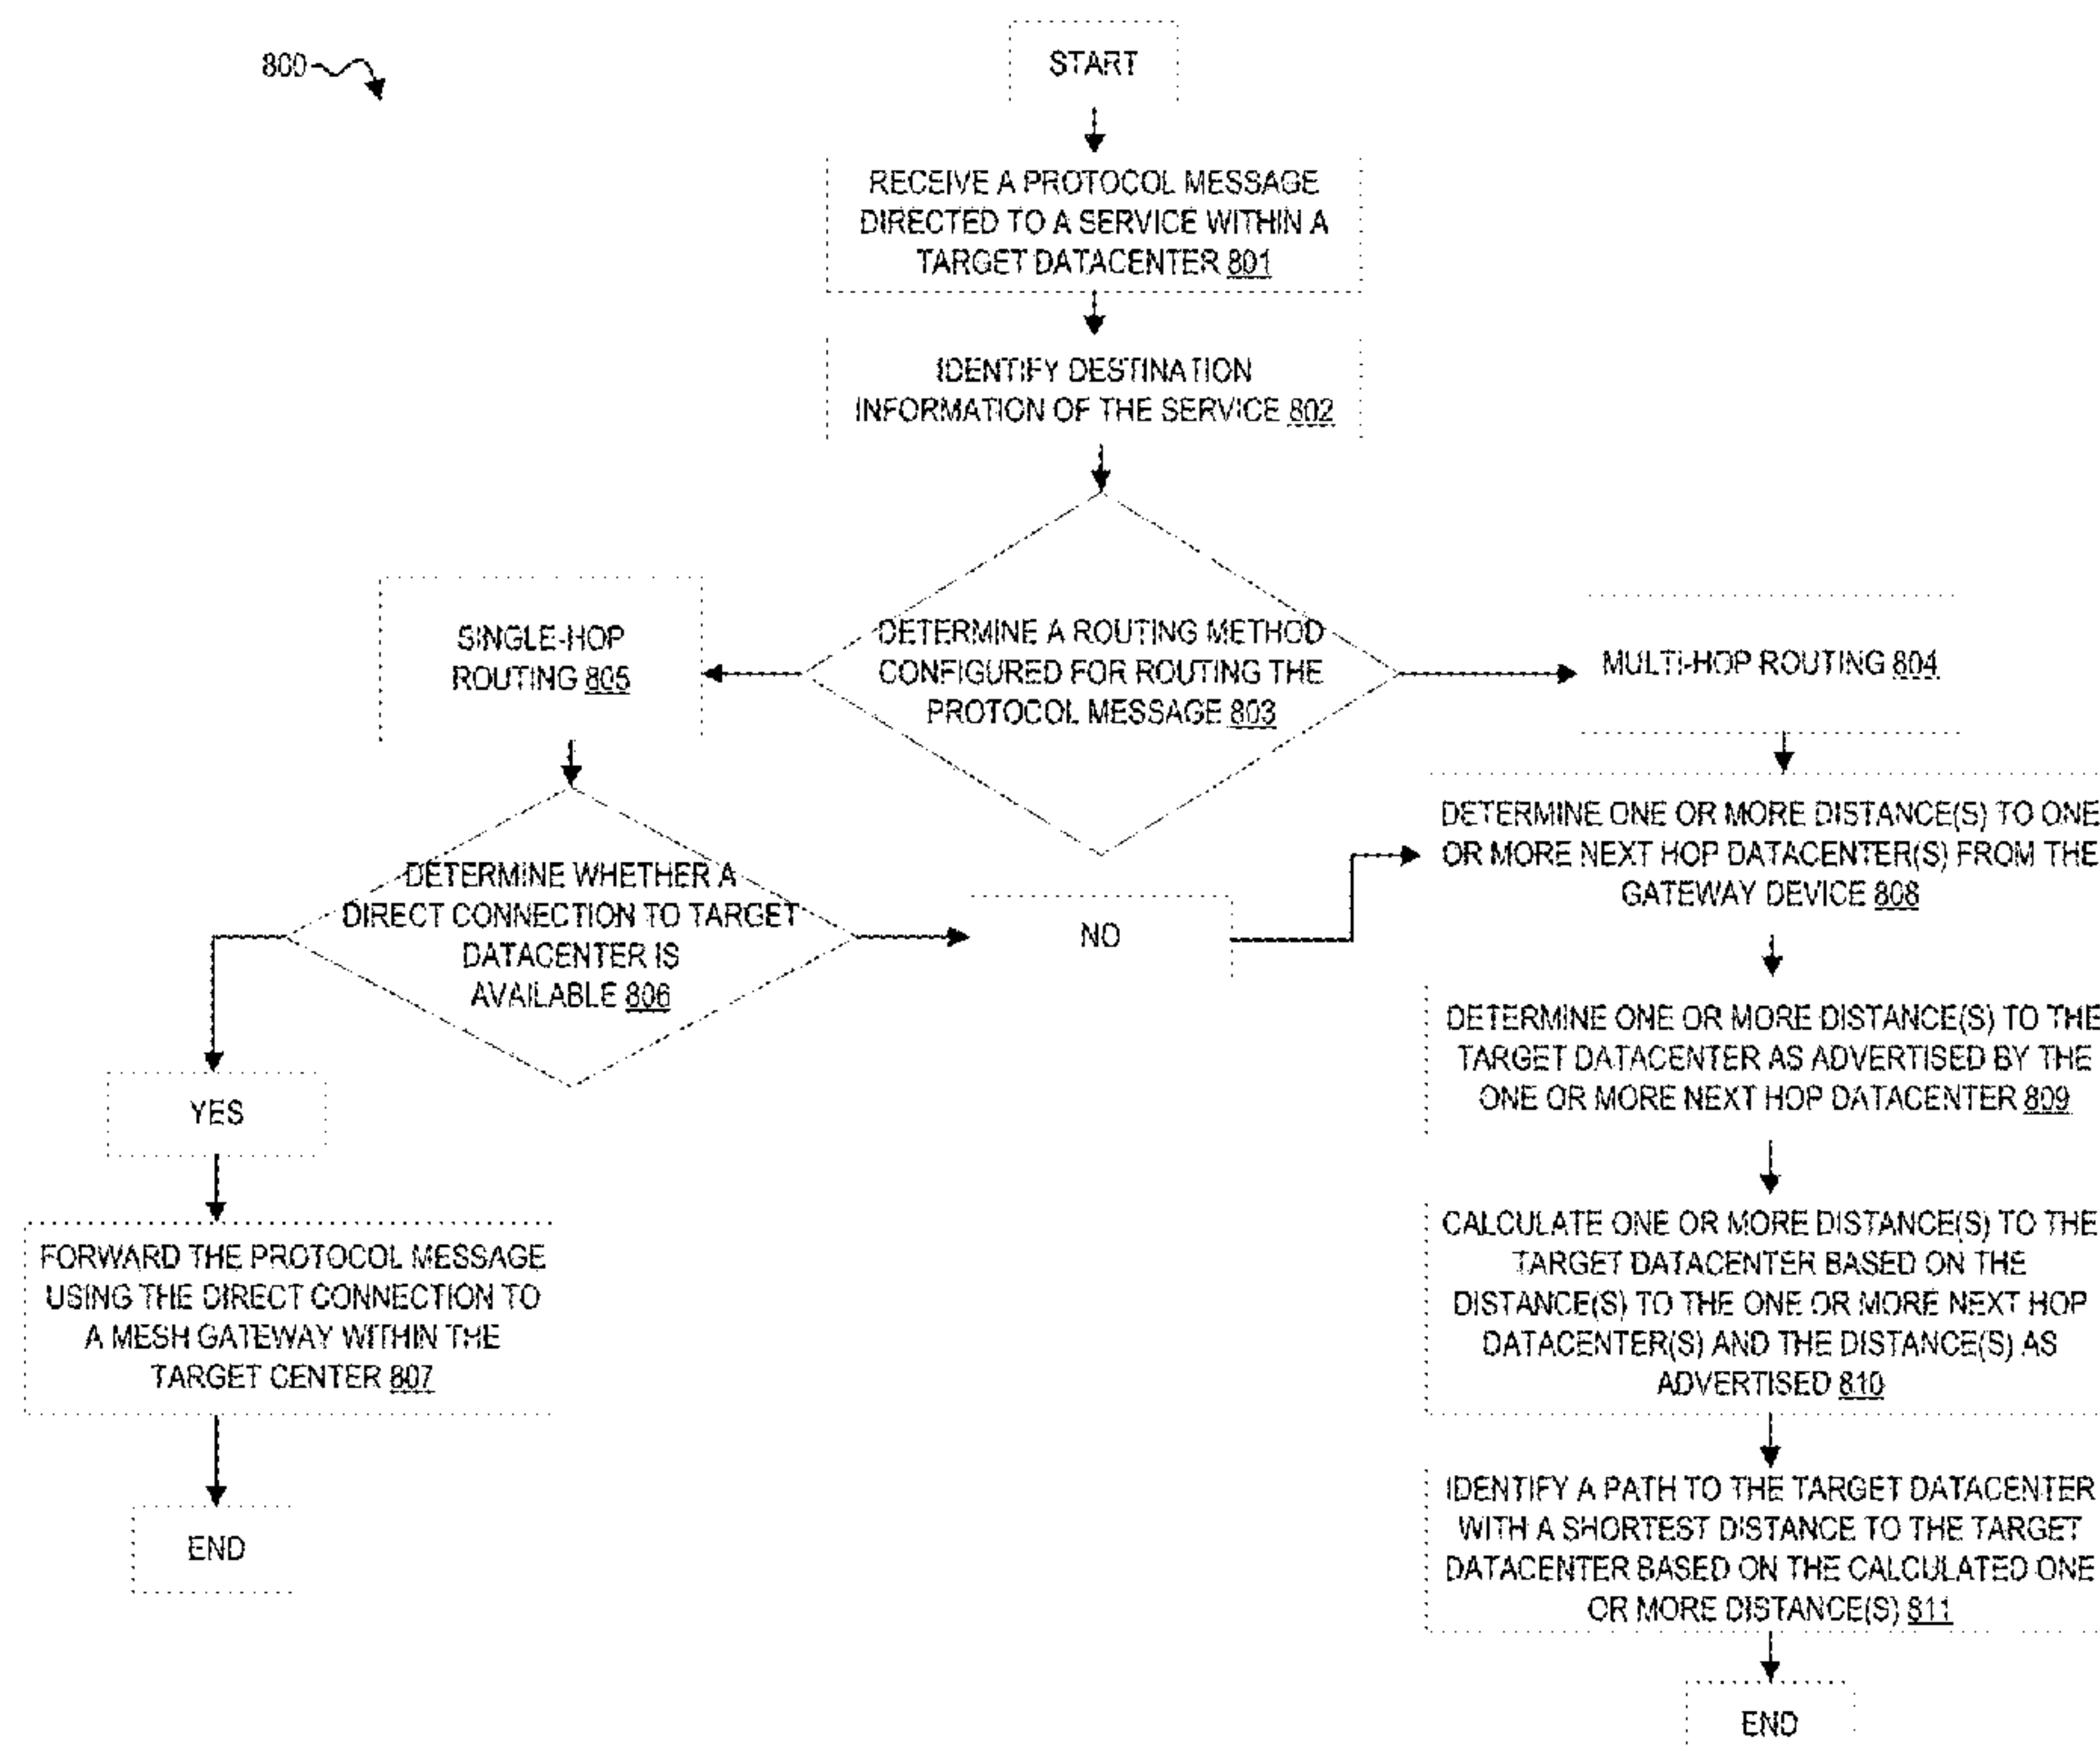 800
START
RECEIVE A PROTOCOL MESSAGE
DIRECTED TO A SERVICE WITHIN A
TARGET DATACENTER 801
IDENTIFY DESTINATION
INFORMATION OF THE SERVICE 802
DETERMINE A ROUTING METHOD
CONFIGURED FOR ROUTING THE
PROTOCOL MESSAGE 803
SINGLE-HOP
ROUTING 805
MULTI-HOP ROUTING 804
DETERMINE WHETHER A
DIRECT CONNECTION TO TARGET
DATACENTER IS
AVAILABLE 806
NO
YES
FORWARD THE PROTOCOL MESSAGE
USING THE DIRECT CONNECTION TO
A MESH GATEWAY WITHIN THE
TARGET CENTER 807
END
DETERMINE ONE OR MORE DISTANCE(S) TO ONE
OR MORE NEXT HOP DATACENTER(S) FROM THE
GATEWAY DEVICE 808
DETERMINE ONE OR MORE DISTANCE(S) TO THE
TARGET DATACENTER AS ADVERTISED BY THE
ONE OR MORE NEXT HOP DATACENTER 809
CALCULATE ONE OR MORE DISTANCE(S) TO THE
TARGET DATACENTER BASED ON THE
DISTANCE(S) TO THE ONE OR MORE NEXT HOP
DATACENTER(S) AND THE DISTANCE(S) AS
ADVERTISED 810
IDENTIFY A PATH TO THE TARGET DATACENTER
WITH A SHORTEST DISTANCE TO THE TARGET
DATACENTER BASED ON THE CALCULATED ONE
OR MORE DISTANCE(S) 811
END